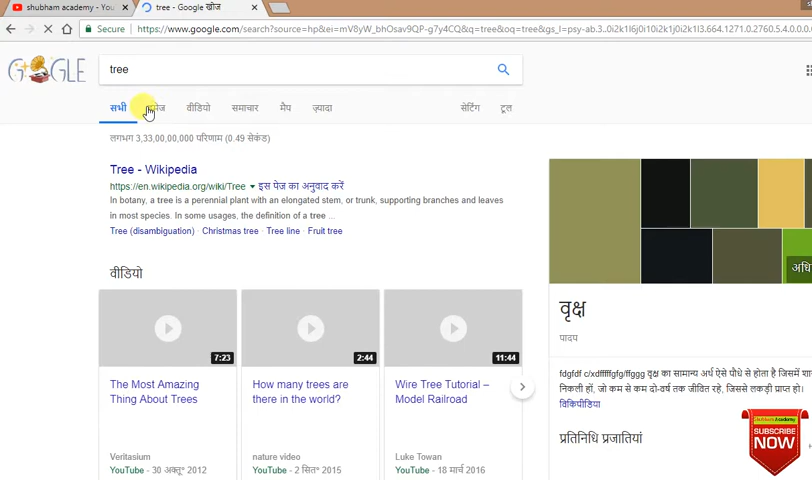 shubham academy - You
tree - Google खोज
Secure
https://www.google.com/search?source=hp&ei=mV8yW_bhOsav9QP-g7y4CQ&q=tree&oq=tree&gs_l=psy-ab.3..0i2k1l6j0i10i2k1j0i2k1l3.664.1271.0.2760.5.4.0.0.0.
GOOGLE
tree
सभी
वीडियो
समाचार
मैप
ज़्यादा
सेटिंग
टूल
लगभग 3,33,00,00,000 परिणाम (0.49 सेकंड)
Tree - Wikipedia
https://en.wikipedia.org/wiki/Tree ▾ इस पेज का अनुवाद करें
In botany, a tree is a perennial plant with an elongated stem, or trunk, supporting branches and leaves
in most species. In some usages, the definition of a tree ...
Tree (disambiguation) · Christmas tree · Tree line · Fruit tree
वीडियो
7:23
2:44
11:44
The Most Amazing
Thing About Trees
How many trees are
there in the world?
Wire Tree Tutorial –
Model Railroad
Veritasium
YouTube - 30 अक्तू॰ 2012
nature video
YouTube - 2 सित॰ 2015
Luke Towan
YouTube - 18 मार्च 2016
अधि
वृक्ष
पादप
fdgfdf c/xdfffffgfg/ffggg वृक्ष का सामान्य अर्थ ऐसे पौधे से होता है जिसमें शा
निकली हों, जो कम से कम दो-वर्ष तक जीवित रहे, जिससे लकड़ी प्राप्त हो।
विकिपीडिया
प्रतिनिधि प्रजातियां
Shubham Academy
SUBSCRIBE
NOW